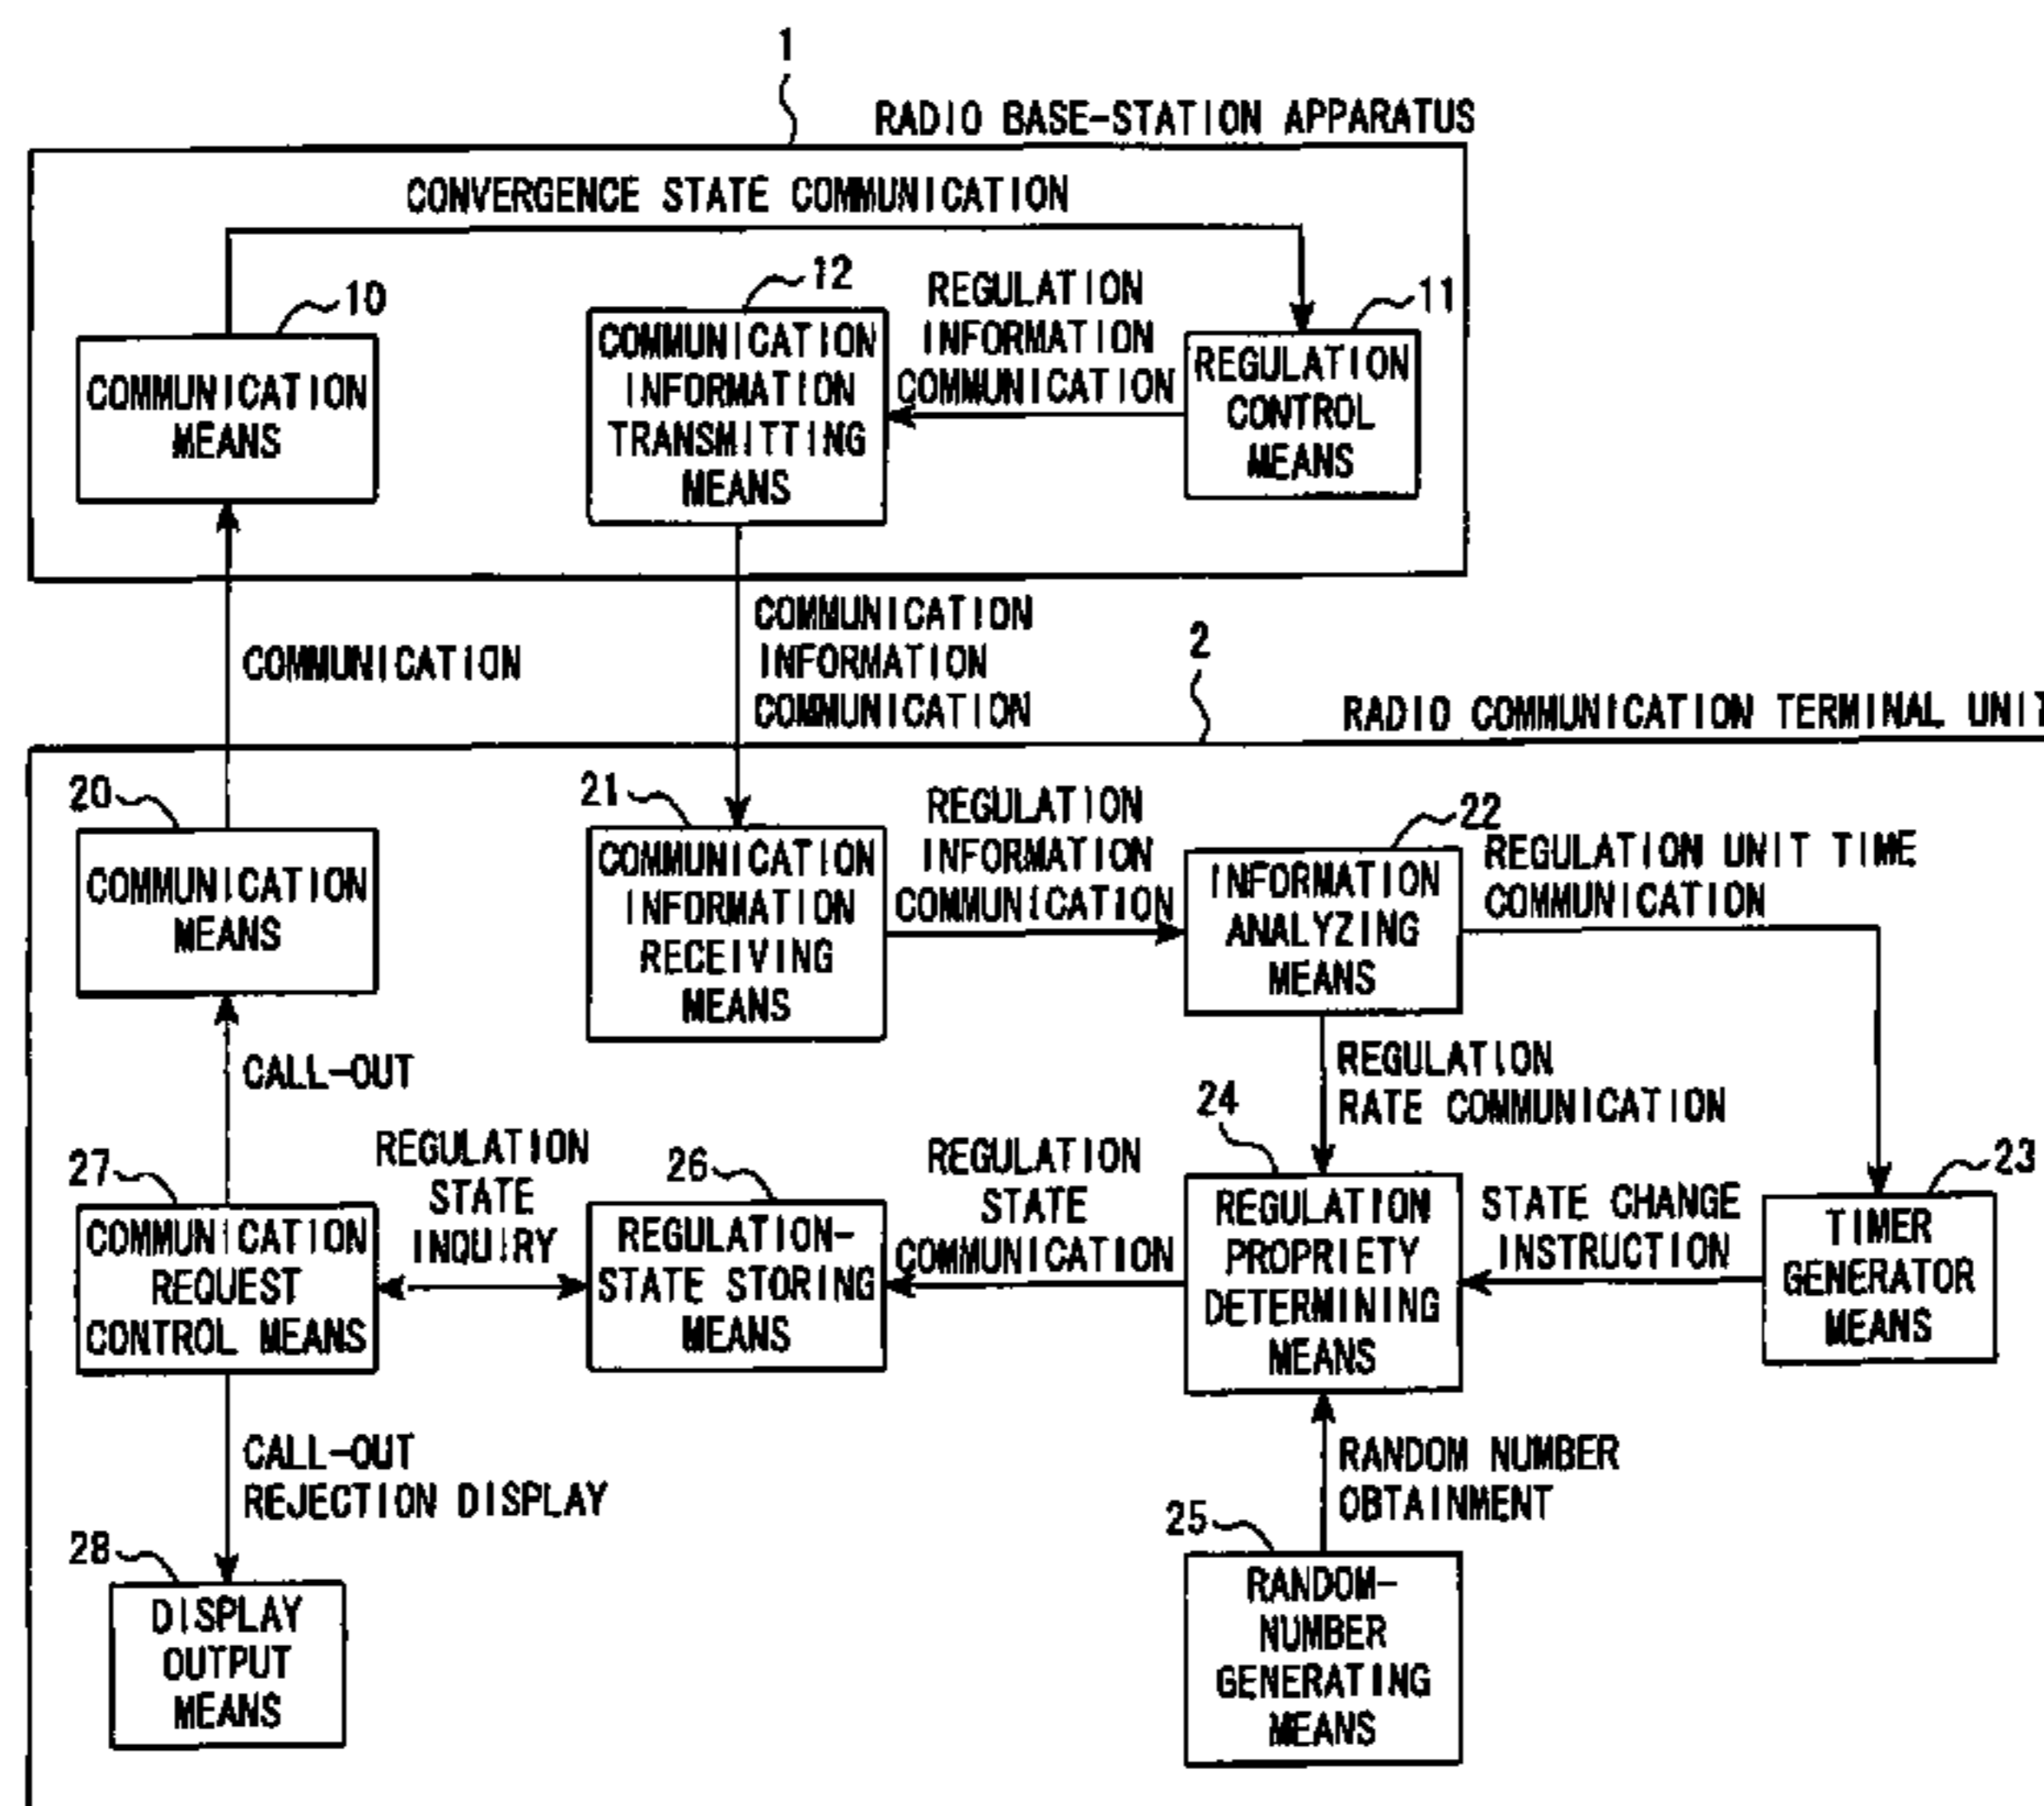 1
RADIO BASE-STATION APPARATUS
CONVERGENCE STATE COMMUNICATION
10
COMMUNICATION
MEANS
12
COMMUNICATION
INFORMATION
TRANSMITTING
MEANS
REGULATION
INFORMATION
COMMUNICATION
11
REGULATION
CONTROL
MEANS
COMMUNICATION
COMMUNICATION
INFORMATION
COMMUNICATION
2
RADIO COMMUNICATION TERMINAL UNIT
20
COMMUNICATION
MEANS
21
COMMUNICATION
INFORMATION
RECEIVING
MEANS
REGULATION
INFORMATION
COMMUNICATION
22
INFORMATION
ANALYZING
MEANS
REGULATION UNIT TIME
COMMUNICATION
CALL-OUT
REGULATION
RATE COMMUNICATION
27
COMMUNICATION
REQUEST
CONTROL MEANS
REGULATION
STATE
INQUIRY
26
REGULATION-
STATE STORING
MEANS
REGULATION
STATE
COMMUNICATION
24
REGULATION
PROPRIETY
DETERMINING
MEANS
STATE CHANGE
INSTRUCTION
23
TIMER
GENERATOR
MEANS
CALL-OUT
REJECTION DISPLAY
RANDOM NUMBER
OBTAINMENT
28
DISPLAY
OUTPUT
MEANS
25
RANDOM-
NUMBER
GENERATING
MEANS